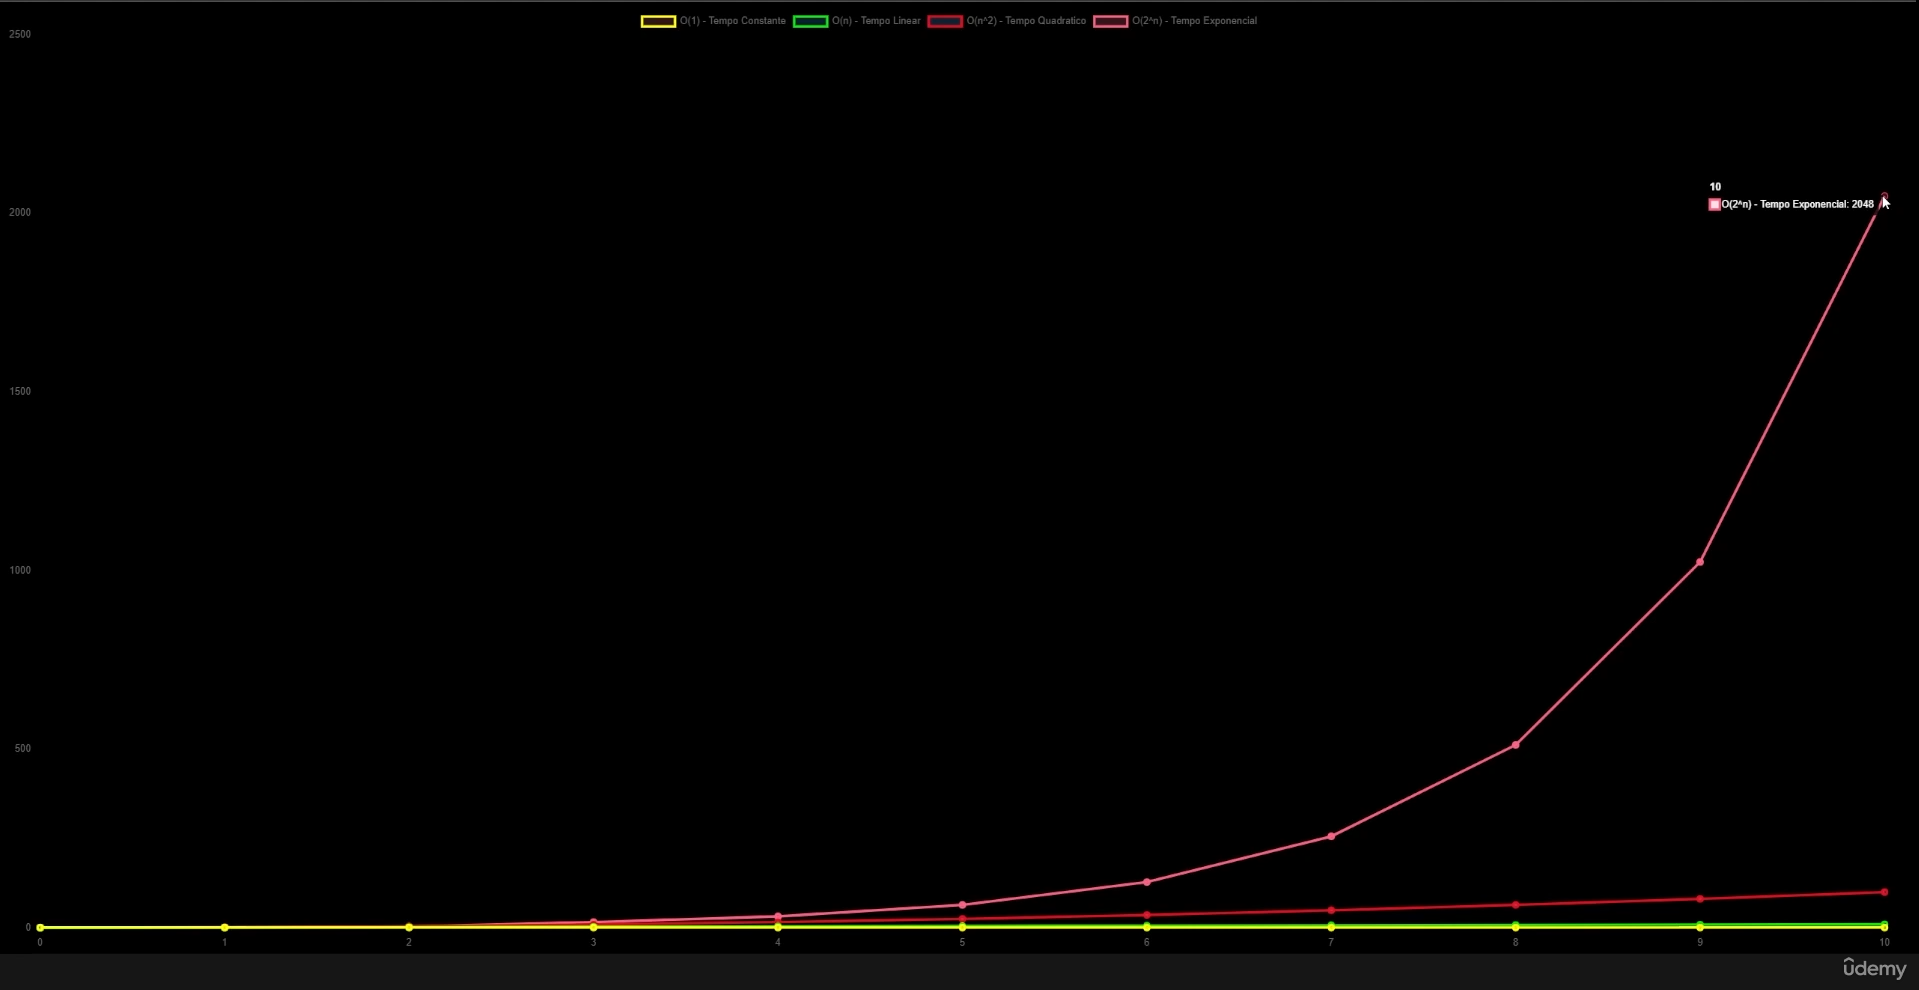 O(1) - Tempo Constante O(n) - Tempo Linear O(n^2) - Tempo Quadratico O(2^n) - Tempo Exponencial
2500
2000
10
O(2^n) - Tempo Exponencial: 2048
1500
1000
500
0
0 1 2 3 4 5 6 7 8 9 10
ûdemy